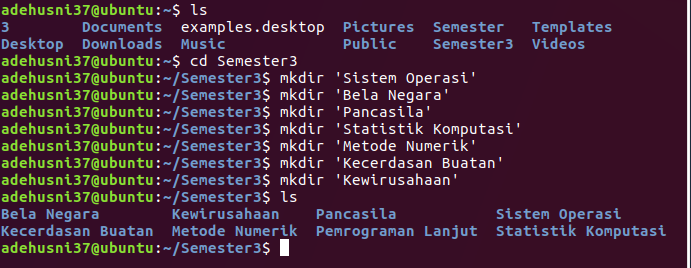 adehusni37@ubuntu:~$ ls
3 Documents examples.desktop Pictures Semester Templates
Desktop Downloads Music Public Semester3 Videos
adehusni37@ubuntu:~$ cd Semester3
adehusni37@ubuntu:~/Semester3$ mkdir 'Sistem Operasi'
adehusni37@ubuntu:~/Semester3$ mkdir 'Bela Negara'
adehusni37@ubuntu:~/Semester3$ mkdir 'Pancasila'
adehusni37@ubuntu:~/Semester3$ mkdir 'Statistik Komputasi'
adehusni37@ubuntu:~/Semester3$ mkdir 'Metode Numerik'
adehusni37@ubuntu:~/Semester3$ mkdir 'Kecerdasan Buatan'
adehusni37@ubuntu:~/Semester3$ mkdir 'Kewirusahaan'
adehusni37@ubuntu:~/Semester3$ ls
Bela Negara Kewirusahaan Pancasila Sistem Operasi
Kecerdasan Buatan Metode Numerik Pemrograman Lanjut Statistik Komputasi
adehusni37@ubuntu:~/Semester3$